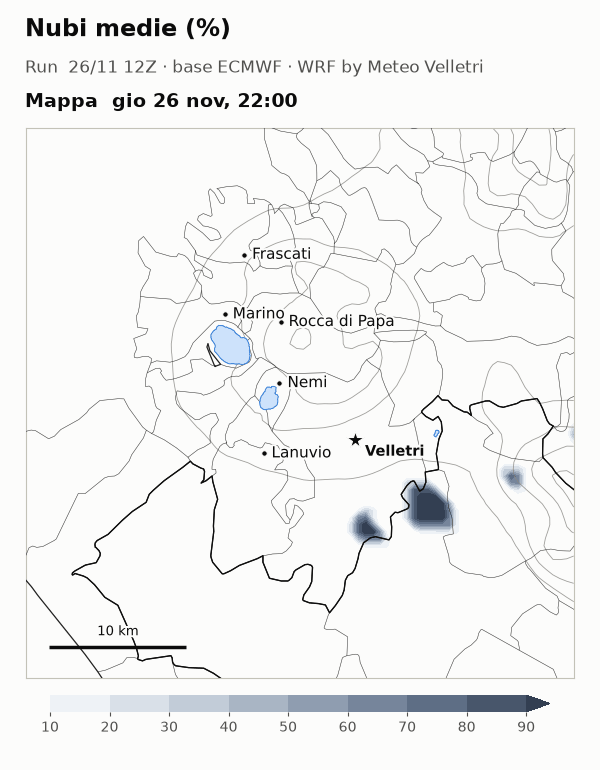 Nubi medie (%)
Run  26/11 12Z · base ECMWF · WRF by Meteo Velletri
Mappa  gio 26 nov, 22:00
Frascati
Marino
Rocca di Papa
Nemi
Velletri
Lanuvio
10 km
10 20 30 40 50 60 70 80 90